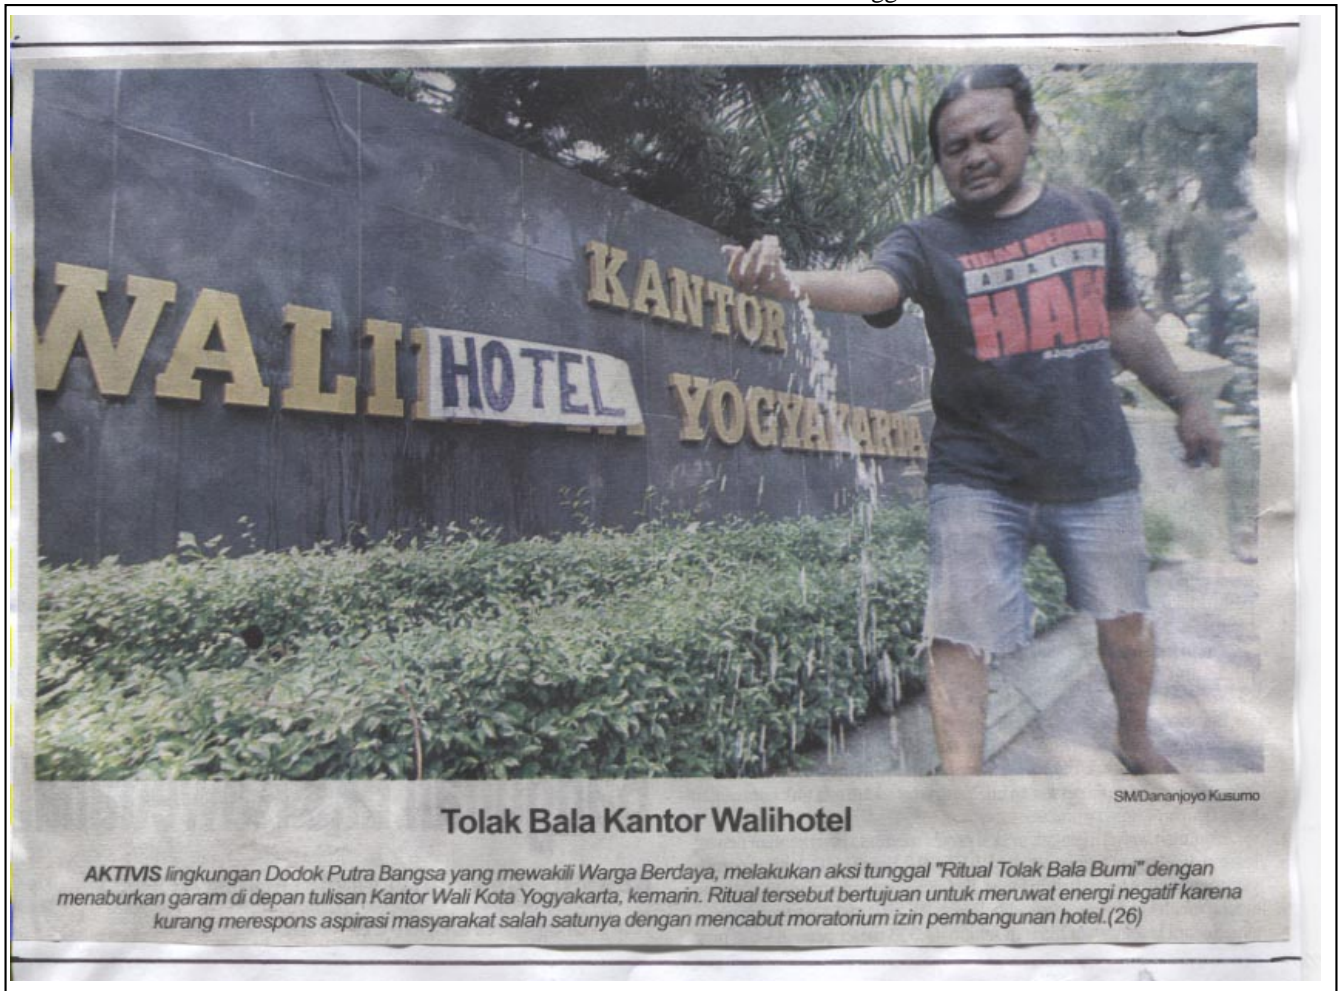 KANTOR
WALI HOTEL YOGYAKARTA
ADALAH
HAK
SM/Dananjoyo Kusumo
Tolak Bala Kantor Walihotel
AKTIVIS lingkungan Dodok Putra Bangsa yang mewakili Warga Berdaya, melakukan aksi tunggal "Ritual Tolak Bala Bumi" dengan
menaburkan garam di depan tulisan Kantor Wali Kota Yogyakarta, kemarin. Ritual tersebut bertujuan untuk meruwat energi negatif karena
kurang merespons aspirasi masyarakat salah satunya dengan mencabut moratorium izin pembangunan hotel.(26)